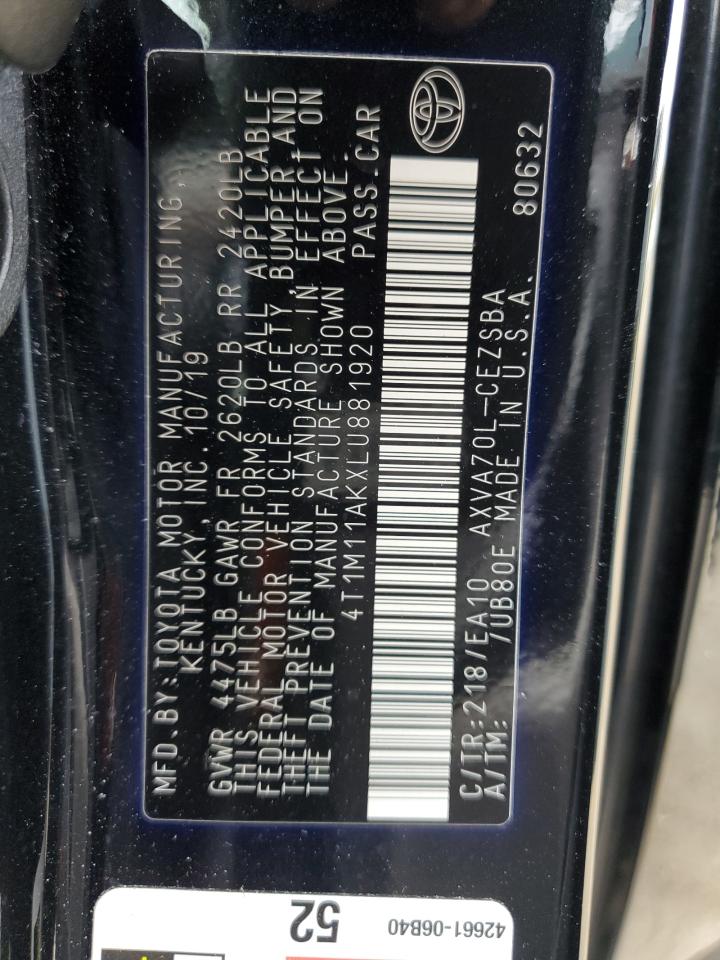 MFD.BY:TOYOTA MOTOR MANUFACTURING,
KENTUCKY, INC. 10/19
GVWR 4475LB GAWR FR 2620LB RR 2420LB
THIS VEHICLE CONFORMS TO ALL APPLICABLE
FEDERAL MOTOR VEHICLE SAFETY, BUMPER AND
THEFT PREVENTION STANDARDS IN EFFECT ON
THE DATE OF MANUFACTURE SHOWN ABOVE.
4T1M11AKXLU881920 PASS.CAR
C/TR:218/EA10 AXVA70L-CEZSBA
A/TM: /UB80E MADE IN U.S.A. 80632
52
42661-06B40